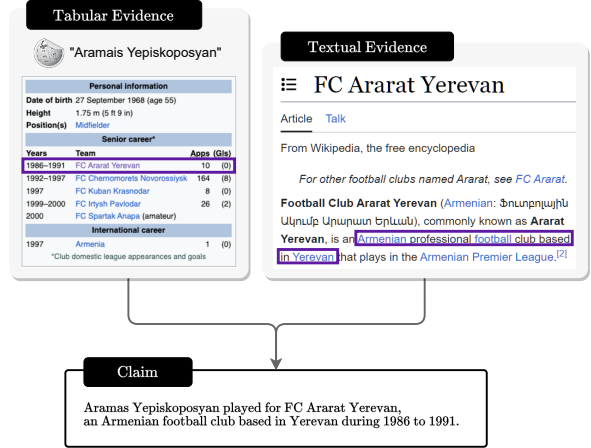 Tabular Evidence
"Aramais Yepiskoposyan"
Personal information
Date of birth 27 September 1968 (age 55)
Height 1.75 m (5 ft 9 in)
Position(s) Midfielder
Senior career*
Years Team Apps (Gls)
1986–1991 FC Ararat Yerevan 10 (0)
1992–1997 FC Chernomorets Novorossiysk 164 (8)
1997 FC Kuban Krasnodar 8 (0)
1999–2000 FC Irtysh Pavlodar 26 (2)
2000 FC Spartak Anapa (amateur)
International career
1997 Armenia 1 (0)
*Club domestic league appearances and goals
Textual Evidence
FC Ararat Yerevan
Article Talk
From Wikipedia, the free encyclopedia
For other football clubs named Ararat, see FC Ararat.
Football Club Ararat Yerevan (Armenian: Ֆուտբոլային
Ակումբ Արարատ Երևան), commonly known as Ararat
Yerevan, is an Armenian professional football club based
in Yerevan that plays in the Armenian Premier League.[2]
Claim
Aramas Yepiskoposyan played for FC Ararat Yerevan,
an Armenian football club based in Yerevan during 1986 to 1991.